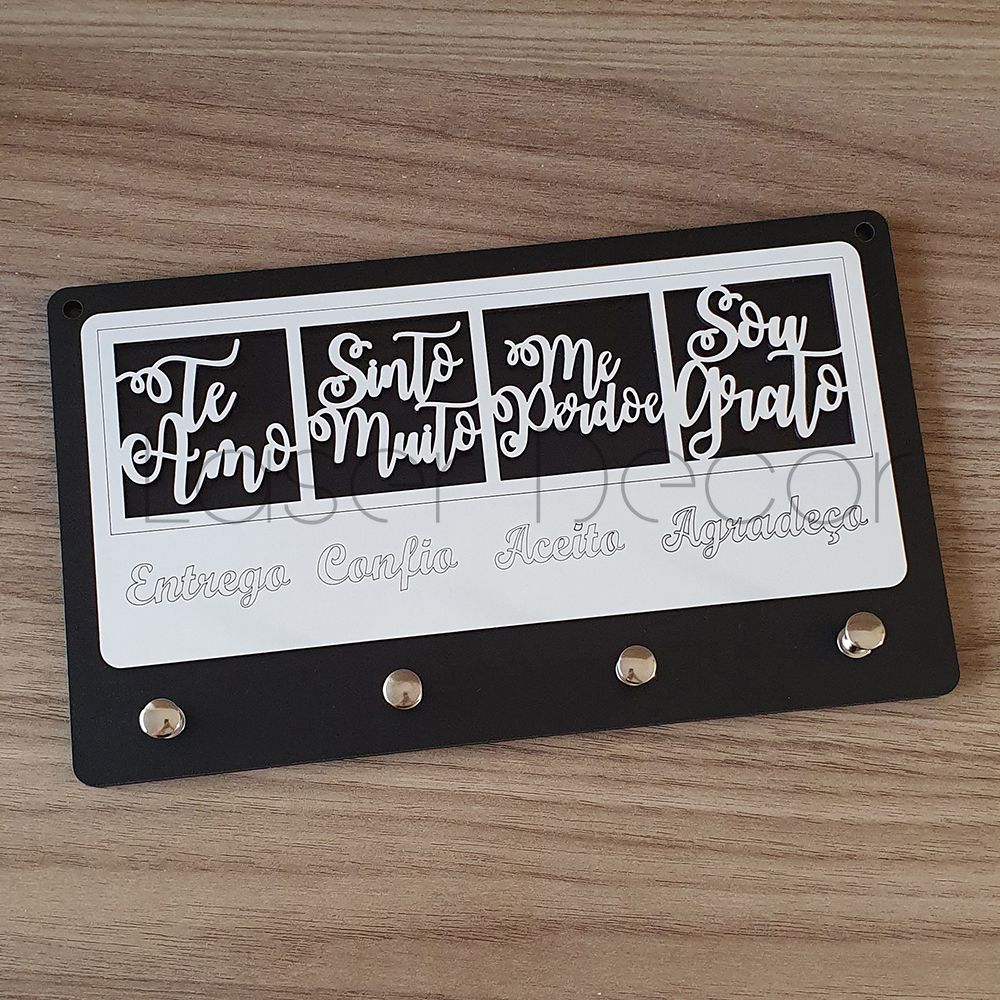 Te
Amo
Sinto
Muito
Me
Perdoe
Sou
Grato
Laser Decor
Entrego Confio Aceito Agradeço